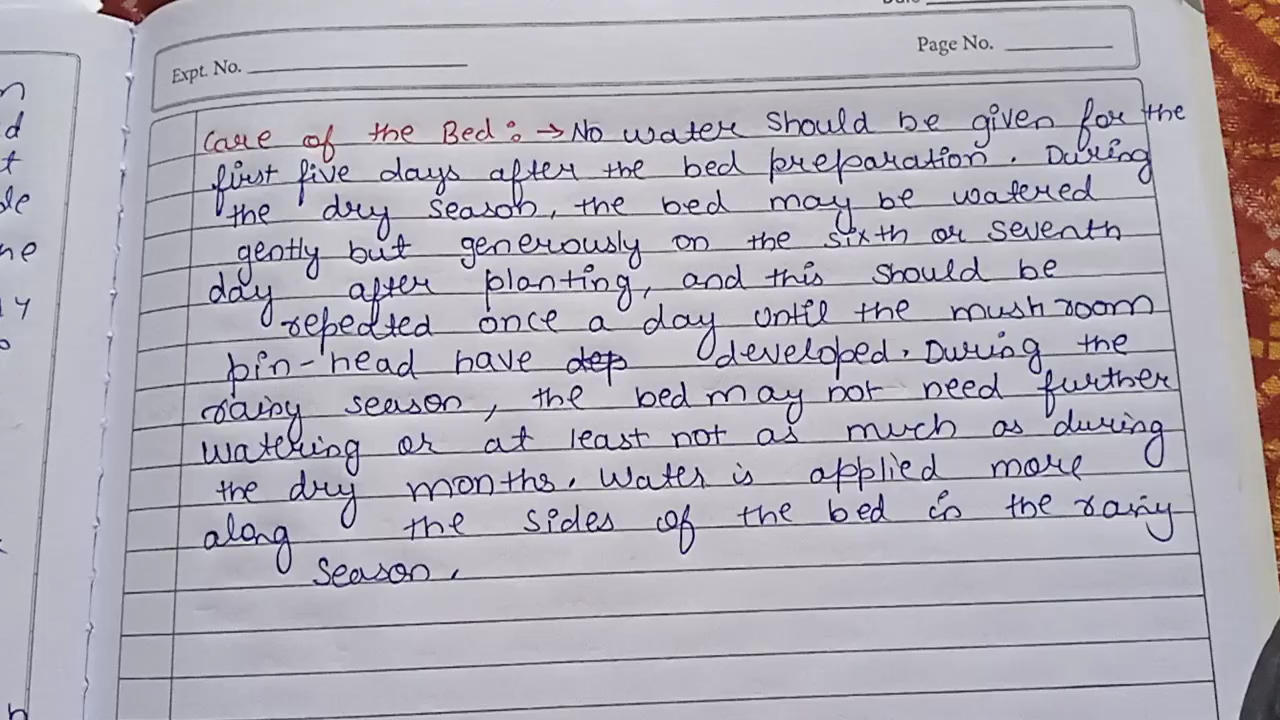 Expt. No.
Page No.
Care of the Bed: → No water should be given for the
first five days after the bed preparation. During
the dry season, the bed may be watered
gently but generously on the sixth or seventh
day after planting, and this should be
repeated once a day until the mushroom
pin-head have dep developed. During the
rainy season, the bed may not need further
watering or at least not as much as during
the dry months. Water is applied more
along the sides of the bed in the rainy
season.